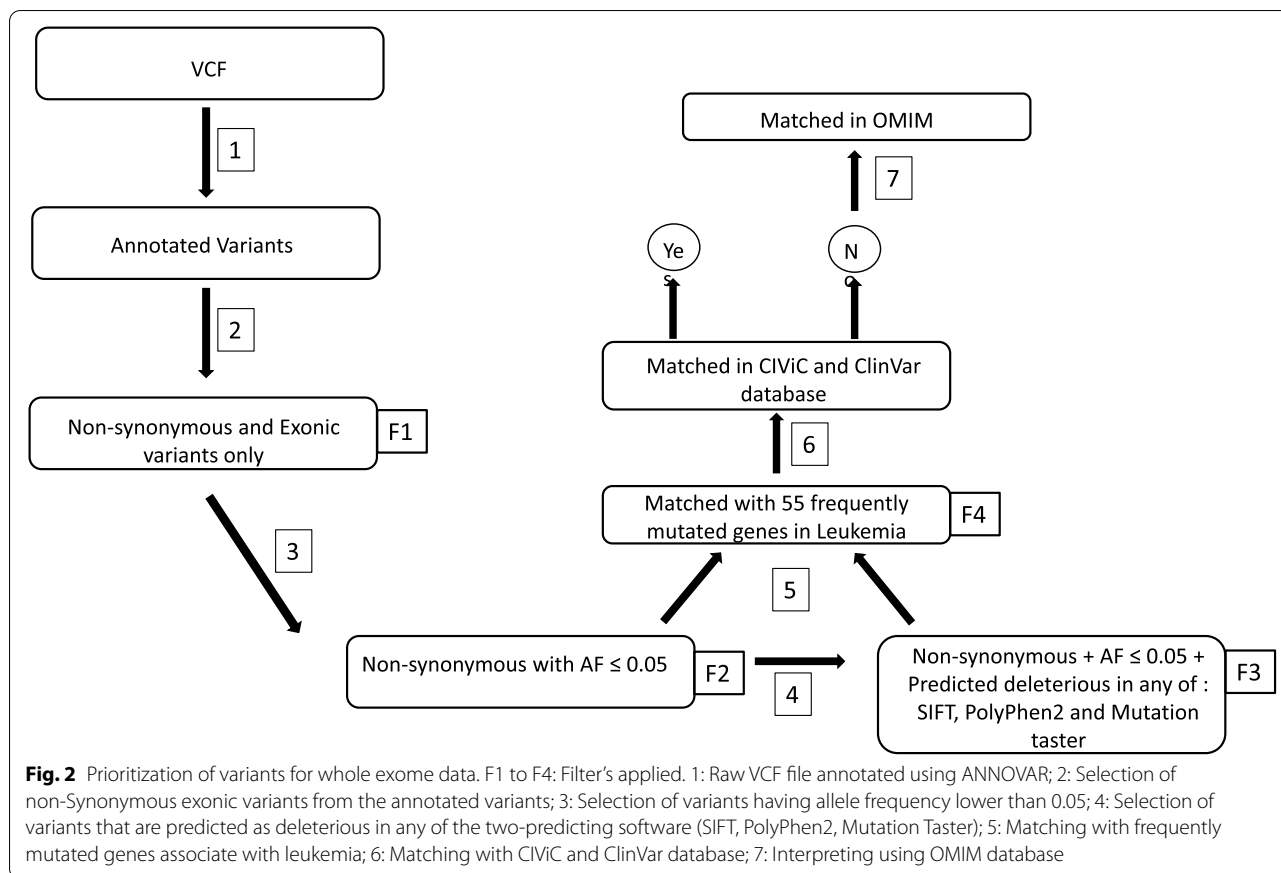 VCF
1
Annotated Variants
2
Non-synonymous and Exonic
variants only
F1
3
Non-synonymous with AF ≤ 0.05
F2
4
Non-synonymous + AF ≤ 0.05 +
Predicted deleterious in any of :
SIFT, PolyPhen2 and Mutation
taster
F3
5
Matched with 55 frequently
mutated genes in Leukemia
F4
6
Matched in CIViC and ClinVar
database
Ye
s
N
o
7
Matched in OMIM
Fig. 2 Prioritization of variants for whole exome data. F1 to F4: Filter's applied. 1: Raw VCF file annotated using ANNOVAR; 2: Selection of
non-Synonymous exonic variants from the annotated variants; 3: Selection of variants having allele frequency lower than 0.05; 4: Selection of
variants that are predicted as deleterious in any of the two-predicting software (SIFT, PolyPhen2, Mutation Taster); 5: Matching with frequently
mutated genes associate with leukemia; 6: Matching with CIViC and ClinVar database; 7: Interpreting using OMIM database